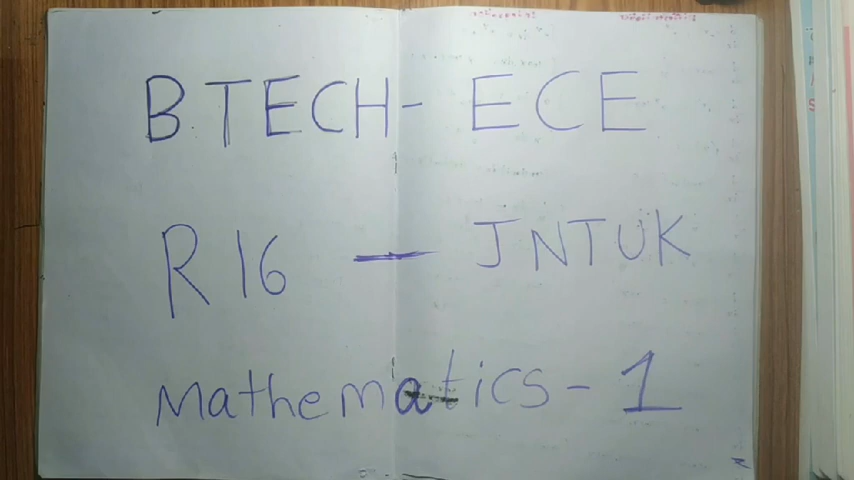 BTECH- ECE
R16 — JNTUK
Mathematics - 1